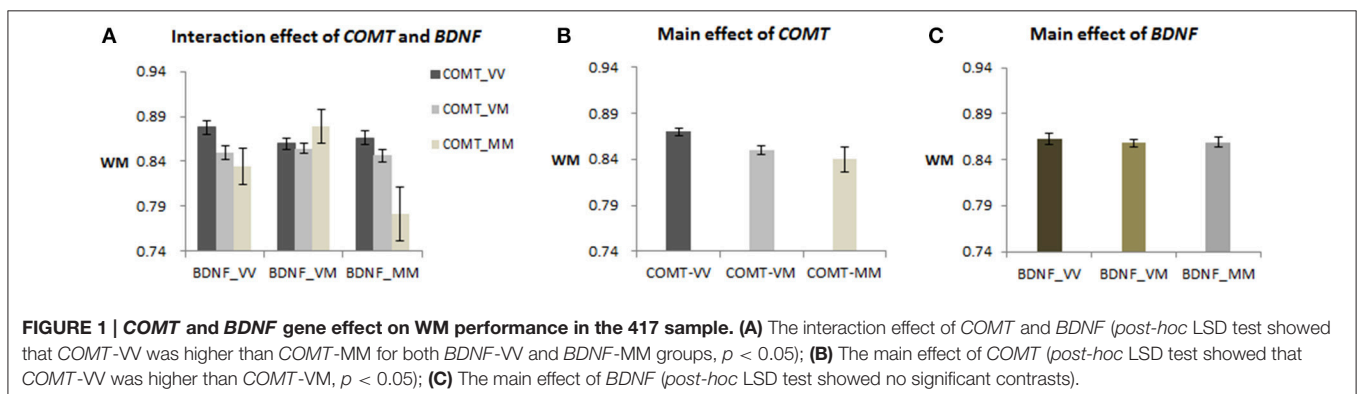 A Interaction effect of COMT and BDNF
0.94
0.89
WM 0.84
0.79
0.74
COMT_VV
COMT_VM
COMT_MM
BDNF_VV BDNF_VM BDNF_MM
B Main effect of COMT
0.94
0.89
WM 0.84
0.79
0.74
COMT-VV COMT-VM COMT-MM
C Main effect of BDNF
0.94
0.89
WM 0.84
0.79
0.74
BDNF_VV BDNF_VM BDNF_MM
FIGURE 1 | COMT and BDNF gene effect on WM performance in the 417 sample. (A) The interaction effect of COMT and BDNF (post-hoc LSD test showed
that COMT-VV was higher than COMT-MM for both BDNF-VV and BDNF-MM groups, p < 0.05); (B) The main effect of COMT (post-hoc LSD test showed that
COMT-VV was higher than COMT-VM, p < 0.05); (C) The main effect of BDNF (post-hoc LSD test showed no significant contrasts).